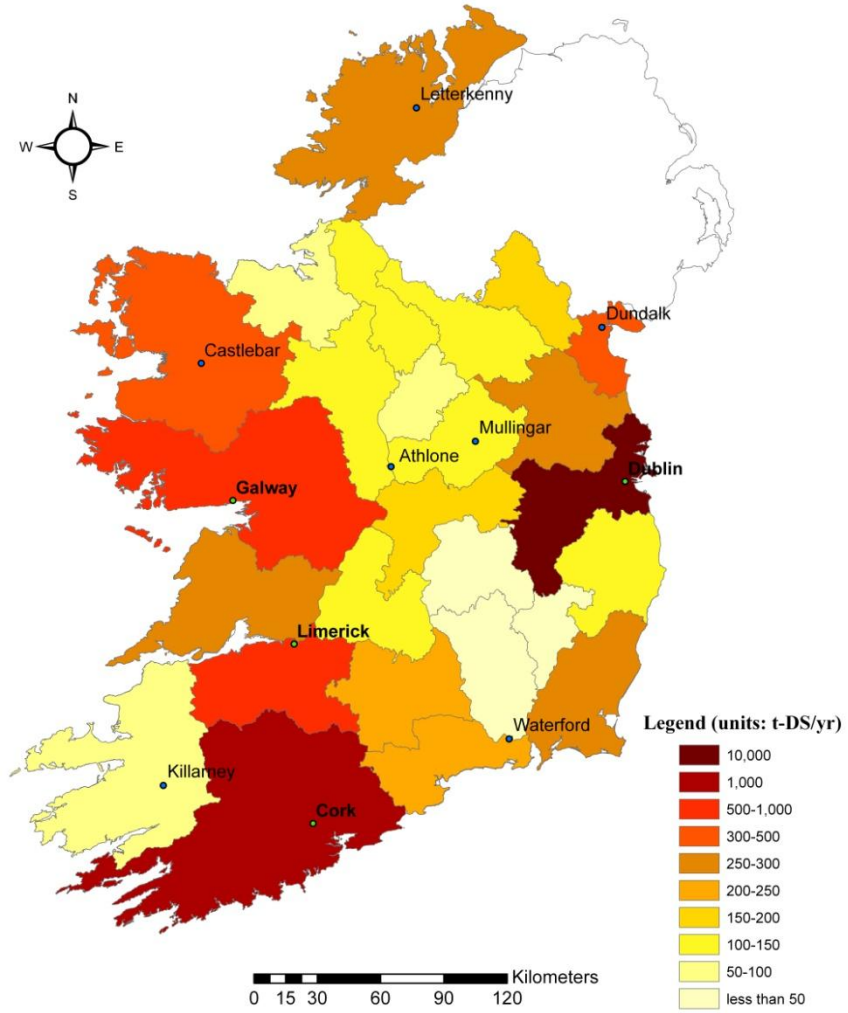 Letterkenny
N
W
E
S
Dundalk
Castlebar
Mullingar
Athlone
Dublin
Galway
Limerick
Waterford
Killarney
Cork
Legend (units: t-DS/yr)
10,000
1,000
500-1,000
300-500
250-300
200-250
150-200
100-150
50-100
less than 50
Kilometers
0 15 30 60 90 120